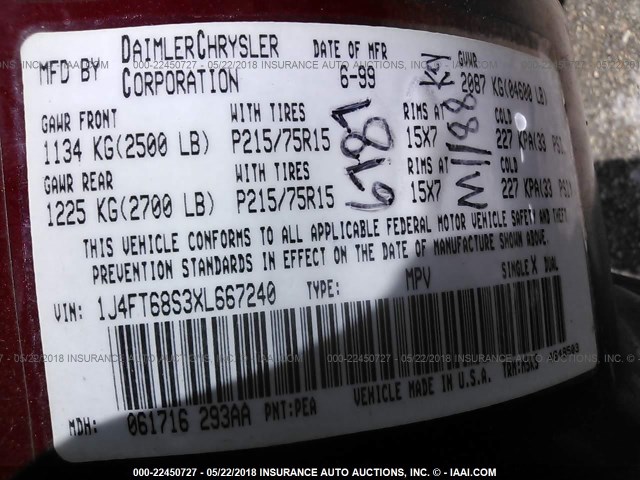 MFD BY DAIMLERCHRYSLER CORPORATION DATE OF MFR 6-99 GVWR 2087 KG(04600 LB)
GAWR FRONT WITH TIRES RIMS AT COLD
1134 KG(2500 LB) P215/75R15 15X7 227 KPA(33 PSI)
GAWR REAR WITH TIRES RIMS AT COLD
1225 KG(2700 LB) P215/75R15 15X7 227 KPA(33 PSI)
6787
M1188 KY
THIS VEHICLE CONFORMS TO ALL APPLICABLE FEDERAL MOTOR VEHICLE SAFETY AND THEFT
PREVENTION STANDARDS IN EFFECT ON THE DATE OF MANUFACTURE SHOWN ABOVE.
VIN: 1J4FT68S3XL667240 TYPE: MPV SINGLE X DUAL
MDH: 061716 293AA PNT:PEA VEHICLE MADE IN U.S.A.
000-22450727 - 05/22/2018 INSURANCE AUTO AUCTIONS, INC. - © IAAI.COM